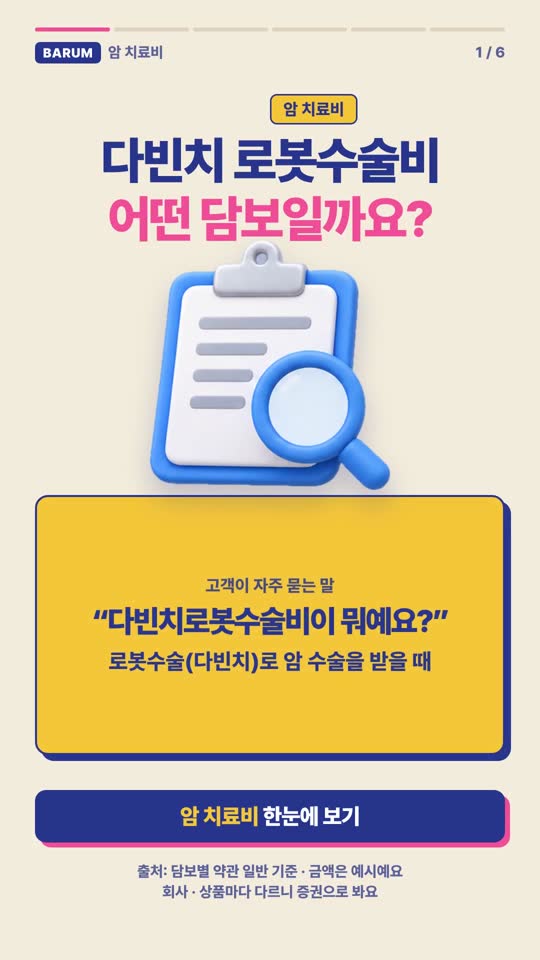 BARUM 암 치료비 1 / 6
암 치료비
다빈치 로봇수술비
어떤 담보일까요?
고객이 자주 묻는 말
“다빈치로봇수술비이 뭐예요?”
로봇수술(다빈치)로 암 수술을 받을 때
암 치료비 한눈에 보기
출처: 담보별 약관 일반 기준 · 금액은 예시예요
회사 · 상품마다 다르니 증권으로 봐요